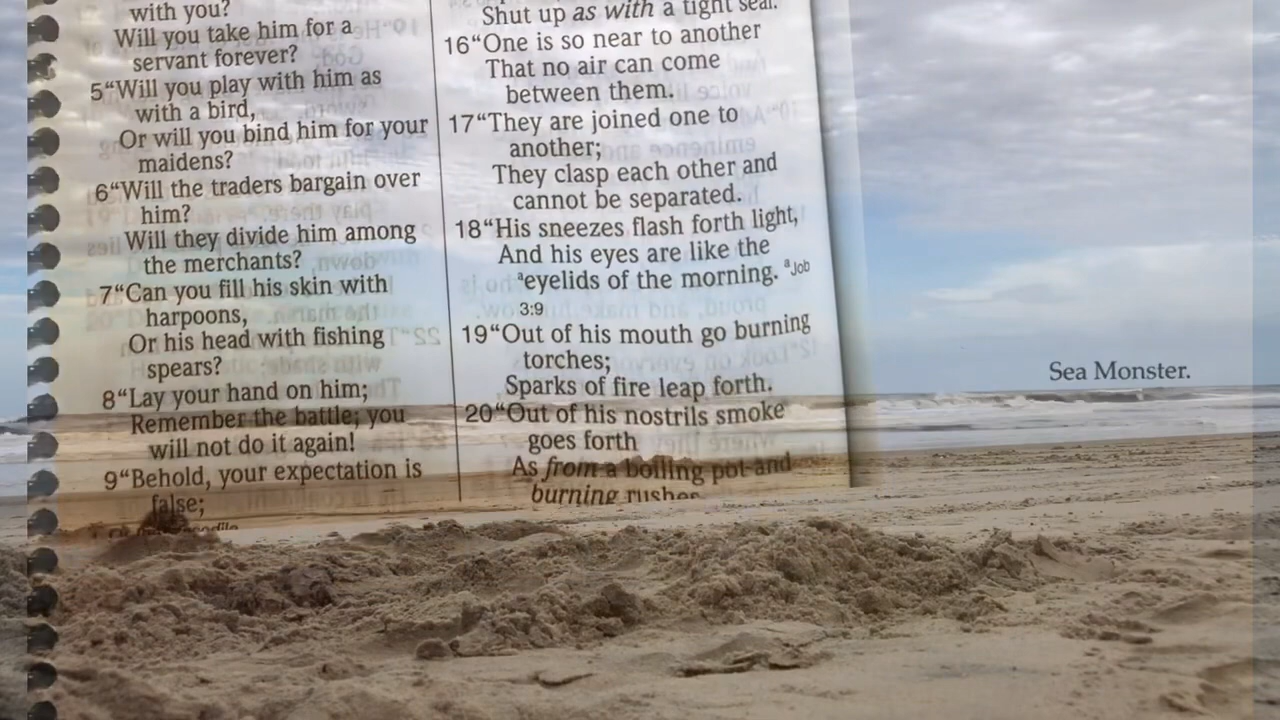 with you?
Will you take him for a
servant forever?
5“Will you play with him as
with a bird,
Or will you bind him for your
maidens?
6“Will the traders bargain over
him?
Will they divide him among
the merchants?
7“Can you fill his skin with
harpoons,
Or his head with fishing
spears?
8“Lay your hand on him;
Remember the battle; you
will not do it again!
9“Behold, your expectation is
false;
Shut up as with a tight seal.
16“One is so near to another
That no air can come
between them.
17“They are joined one to
another;
They clasp each other and
cannot be separated.
18“His sneezes flash forth light,
And his eyes are like the
ᵃeyelids of the morning. ᵃJob
3:9
19“Out of his mouth go burning
torches;
Sparks of fire leap forth.
20“Out of his nostrils smoke
goes forth
As from a boiling pot and
burning rushes
Sea Monster.